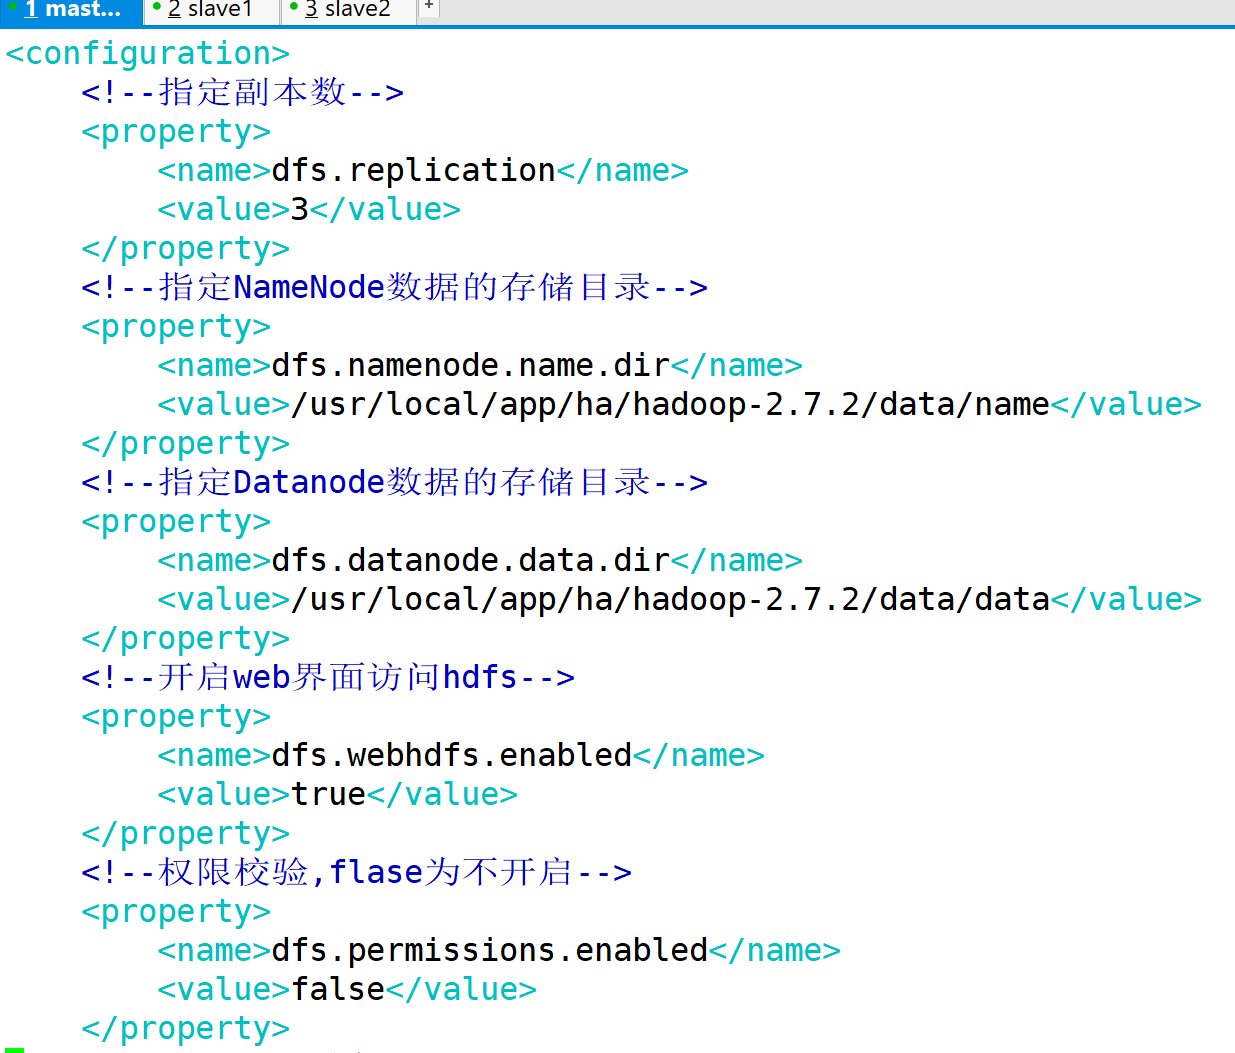 1 mast...
2 slave1
3 slave2
+
<configuration>
    <!--指定副本数-->
    <property>
        <name>dfs.replication</name>
        <value>3</value>
    </property>
    <!--指定NameNode数据的存储目录-->
    <property>
        <name>dfs.namenode.name.dir</name>
        <value>/usr/local/app/ha/hadoop-2.7.2/data/name</value>
    </property>
    <!--指定Datanode数据的存储目录-->
    <property>
        <name>dfs.datanode.data.dir</name>
        <value>/usr/local/app/ha/hadoop-2.7.2/data/data</value>
    </property>
    <!--开启web界面访问hdfs-->
    <property>
        <name>dfs.webhdfs.enabled</name>
        <value>true</value>
    </property>
    <!--权限校验,flase为不开启-->
    <property>
        <name>dfs.permissions.enabled</name>
        <value>false</value>
    </property>